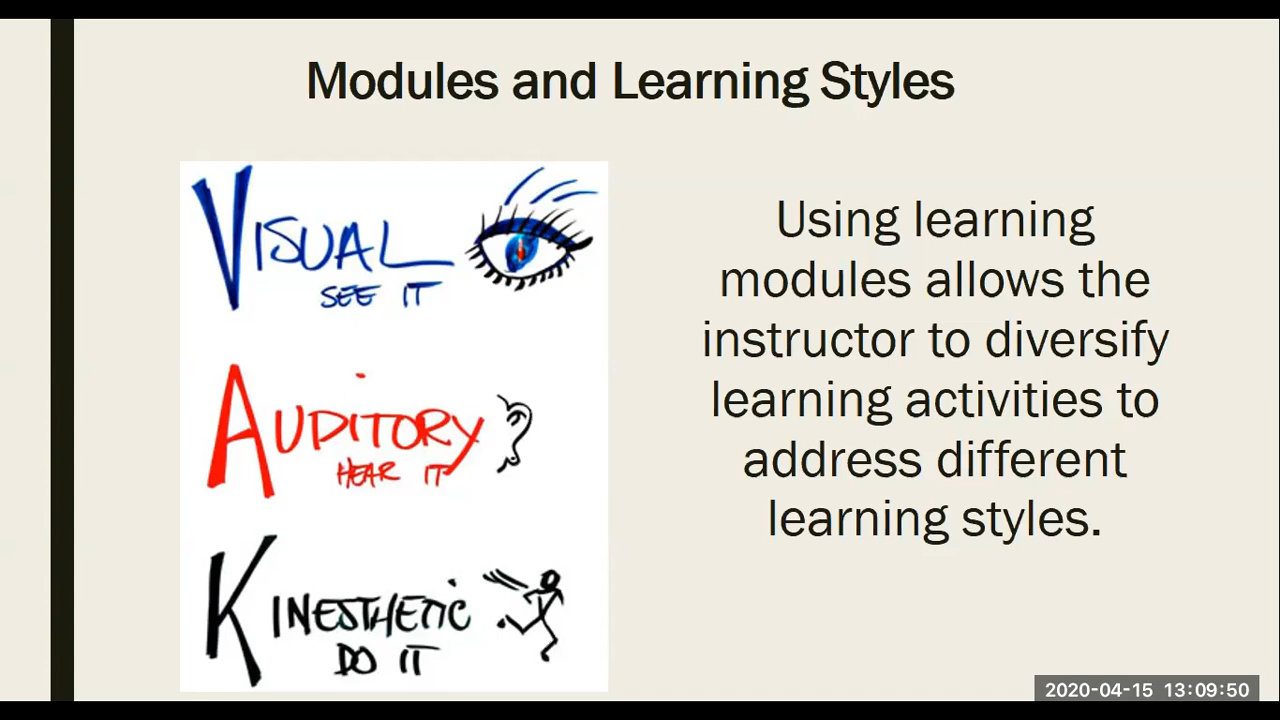 Modules and Learning Styles
VISUAL
SEE IT
AUDITORY
HEAR IT
KINESTHETIC
DO IT
Using learning
modules allows the
instructor to diversify
learning activities to
address different
learning styles.
2020-04-15 13:09:50